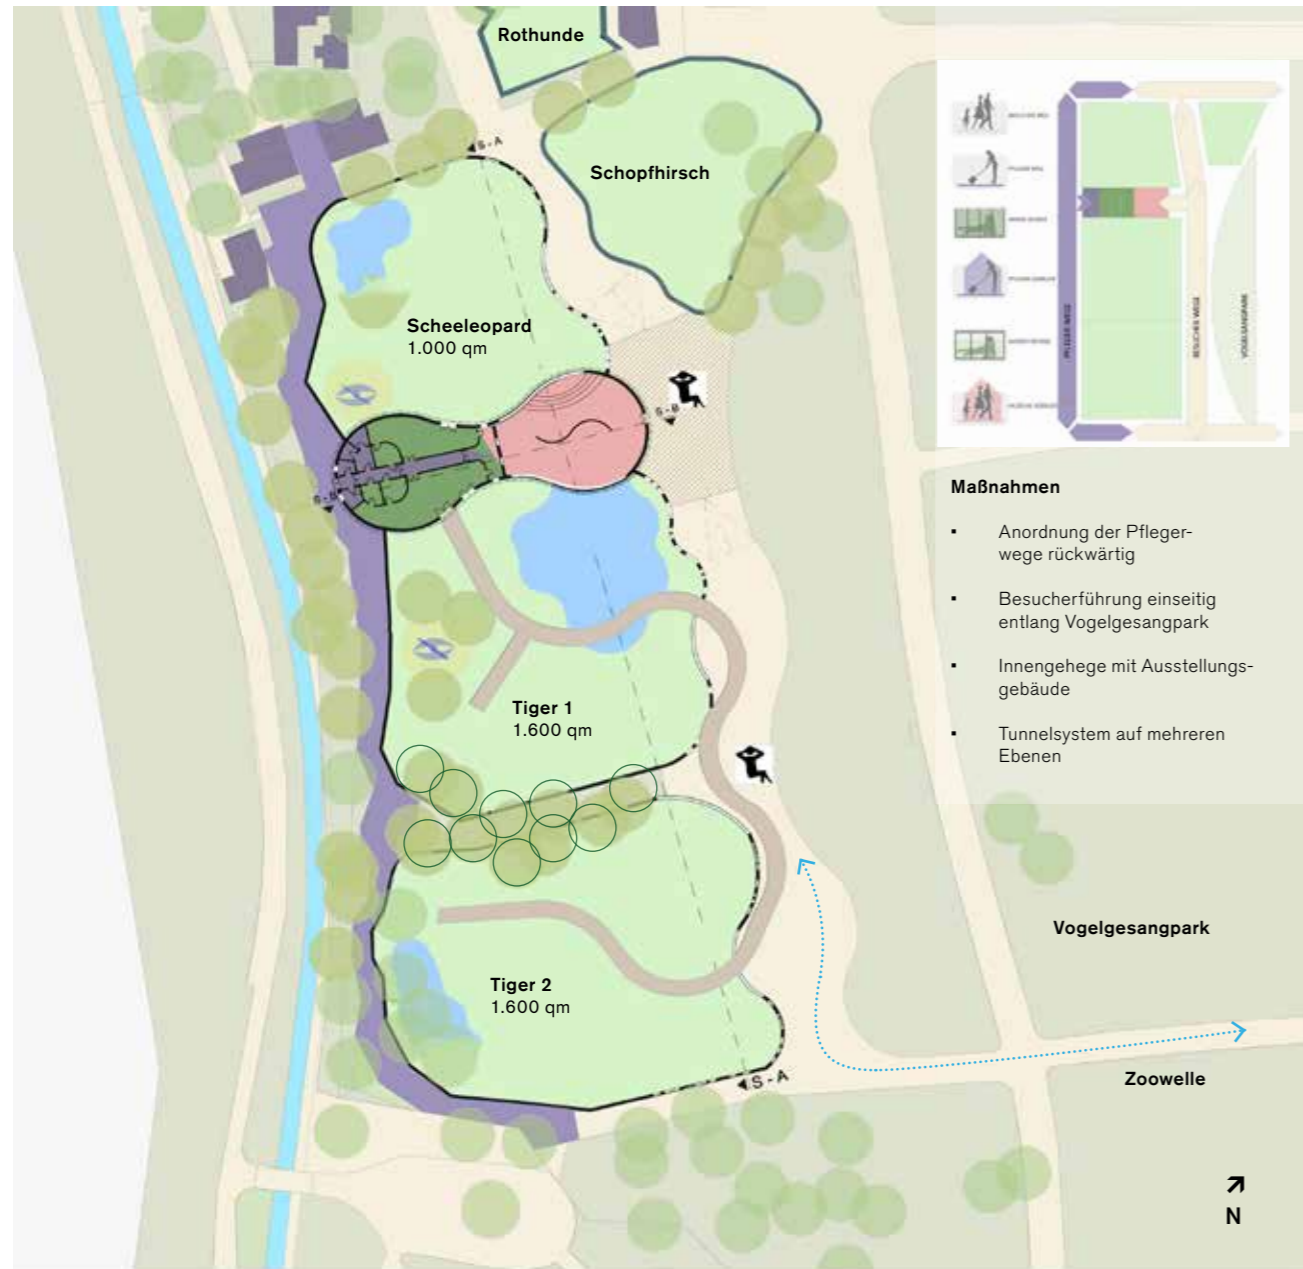 Rothunde
Schopfhirsch
S-A
Scheeleopard
1.000 qm
S-B
S-B
Tiger 1
1.600 qm
Tiger 2
1.600 qm
S-A
Vogelgesangpark
Zoowelle
N
PFLEGER WEGE
BESUCHER WEGE
VOGELSANGPARK
Maßnahmen
▪ Anordnung der Pfleger-
wege rückwärtig
▪ Besucherführung einseitig
entlang Vogelgesangpark
▪ Innengehege mit Ausstellungs-
gebäude
▪ Tunnelsystem auf mehreren
Ebenen